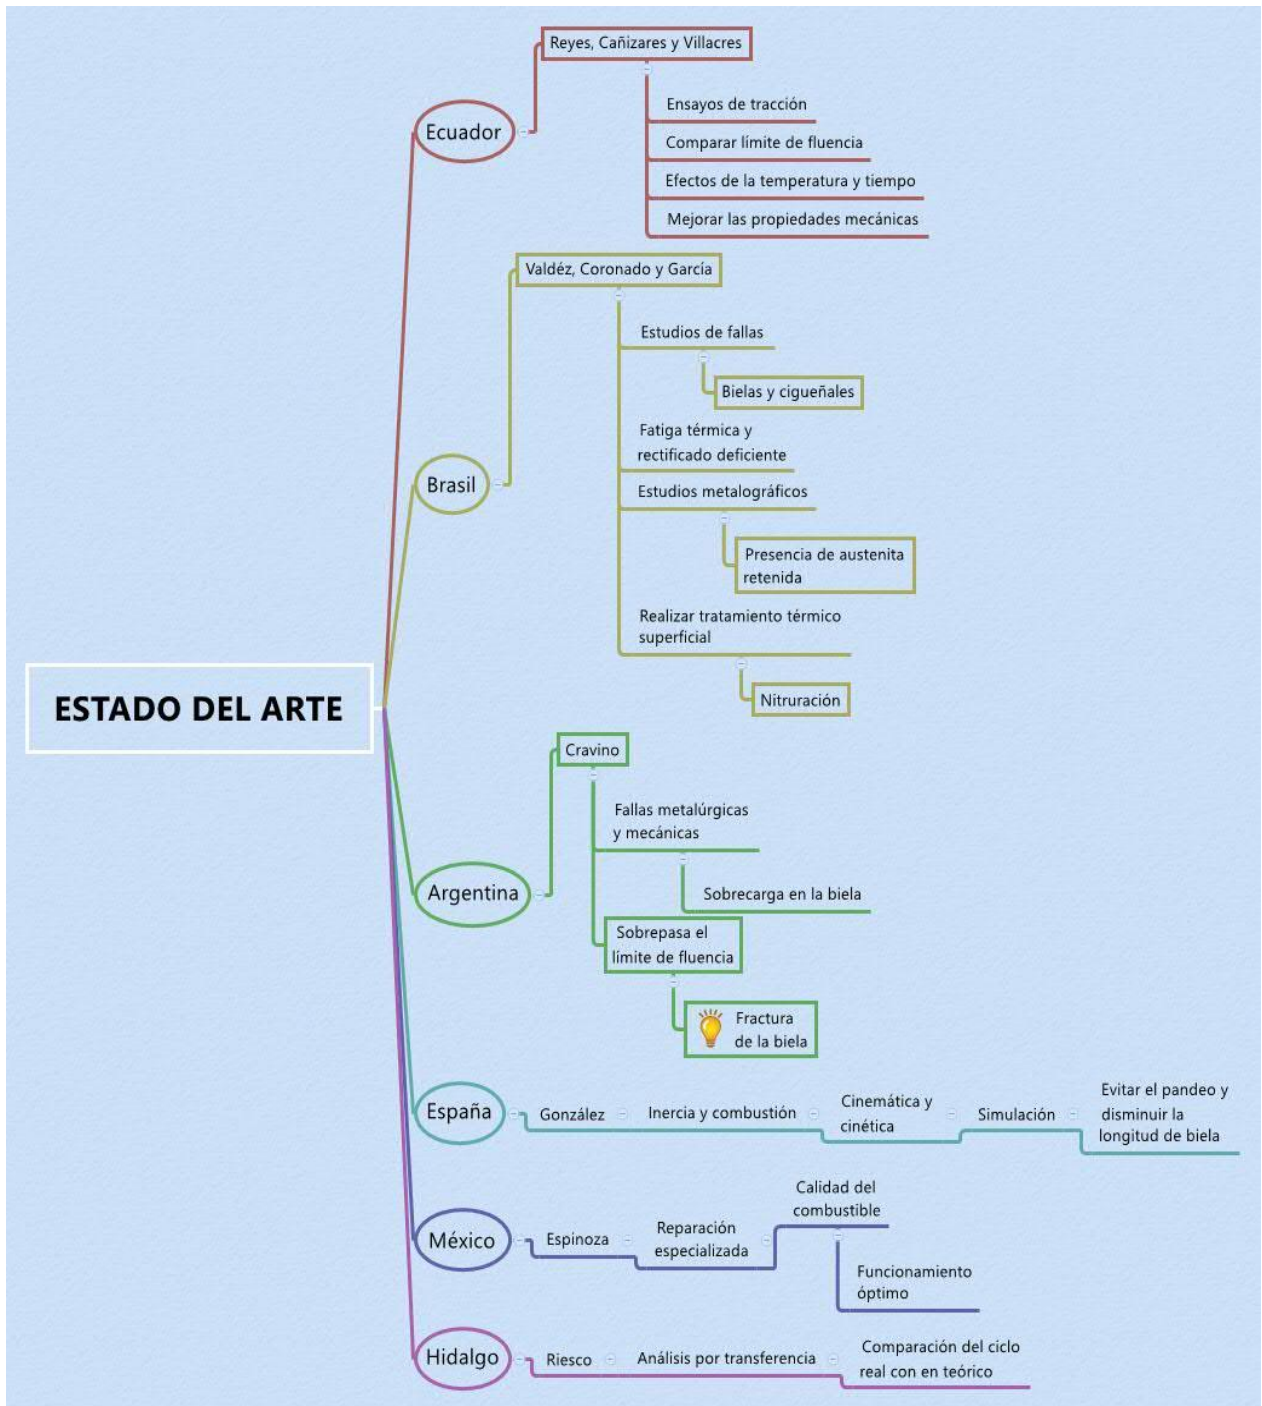 Reyes, Cañizares y Villacres
Ecuador
Ensayos de tracción
Comparar límite de fluencia
Efectos de la temperatura y tiempo
Mejorar las propiedades mecánicas
Valdéz, Coronado y García
Brasil
Estudios de fallas
Bielas y cigueñales
Fatiga térmica y
rectificado deficiente
Estudios metalográficos
Presencia de austenita
retenida
Realizar tratamiento térmico
superficial
Nitruración
ESTADO DEL ARTE
Cravino
Argentina
Fallas metalúrgicas
y mecánicas
Sobrecarga en la biela
Sobrepasa el
límite de fluencia
Fractura
de la biela
España
González
Inercia y combustión
Cinemática y
cinética
Simulación
Evitar el pandeo y
disminuir la
longitud de biela
México
Espinoza
Reparación
especializada
Calidad del
combustible
Funcionamiento
óptimo
Hidalgo
Riesco
Análisis por transferencia
Comparación del ciclo
real con en teórico